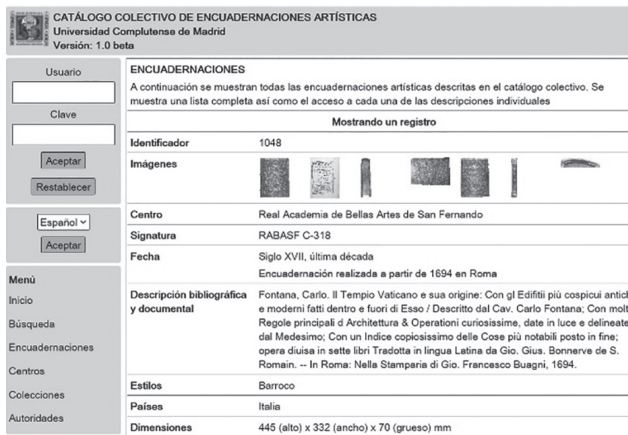 CATÁLOGO COLECTIVO DE ENCUADERNACIONES ARTÍSTICAS
Universidad Complutense de Madrid
Versión: 1.0 beta
Usuario
Clave
Aceptar
Restablecer
Español
Aceptar
Menú
Inicio
Búsqueda
Encuadernaciones
Centros
Colecciones
Autoridades
ENCUADERNACIONES
A continuación se muestran todas las encuadernaciones artísticas descritas en el catálogo colectivo. Se
muestra una lista completa así como el acceso a cada una de las descripciones individuales
Mostrando un registro
Identificador 1048
Imágenes
Centro Real Academia de Bellas Artes de San Fernando
Signatura RABASF C-318
Fecha Siglo XVII, última década
Encuadernación realizada a partir de 1694 en Roma
Descripción bibliográfica y documental Fontana, Carlo. Il Tempio Vaticano e sua origine: Con gl Edifitii più cospicui antich
e moderni fatti dentro e fuori di Esso / Descritto dal Cav. Carlo Fontana; Con molt
Regole principali d Architettura & Operationi curiosissime, date in luce e delineate
dal Medesimo; Con un Indice copiosissimo delle Cose più notabili posto in fine;
opera diuisa in sette libri Tradotta in lingua Latina da Gio. Gius. Bonnerve de S.
Romain. -- In Roma: Nella Stamparia di Gio. Francesco Buagni, 1694.
Estilos Barroco
Países Italia
Dimensiones 445 (alto) x 332 (ancho) x 70 (grueso) mm